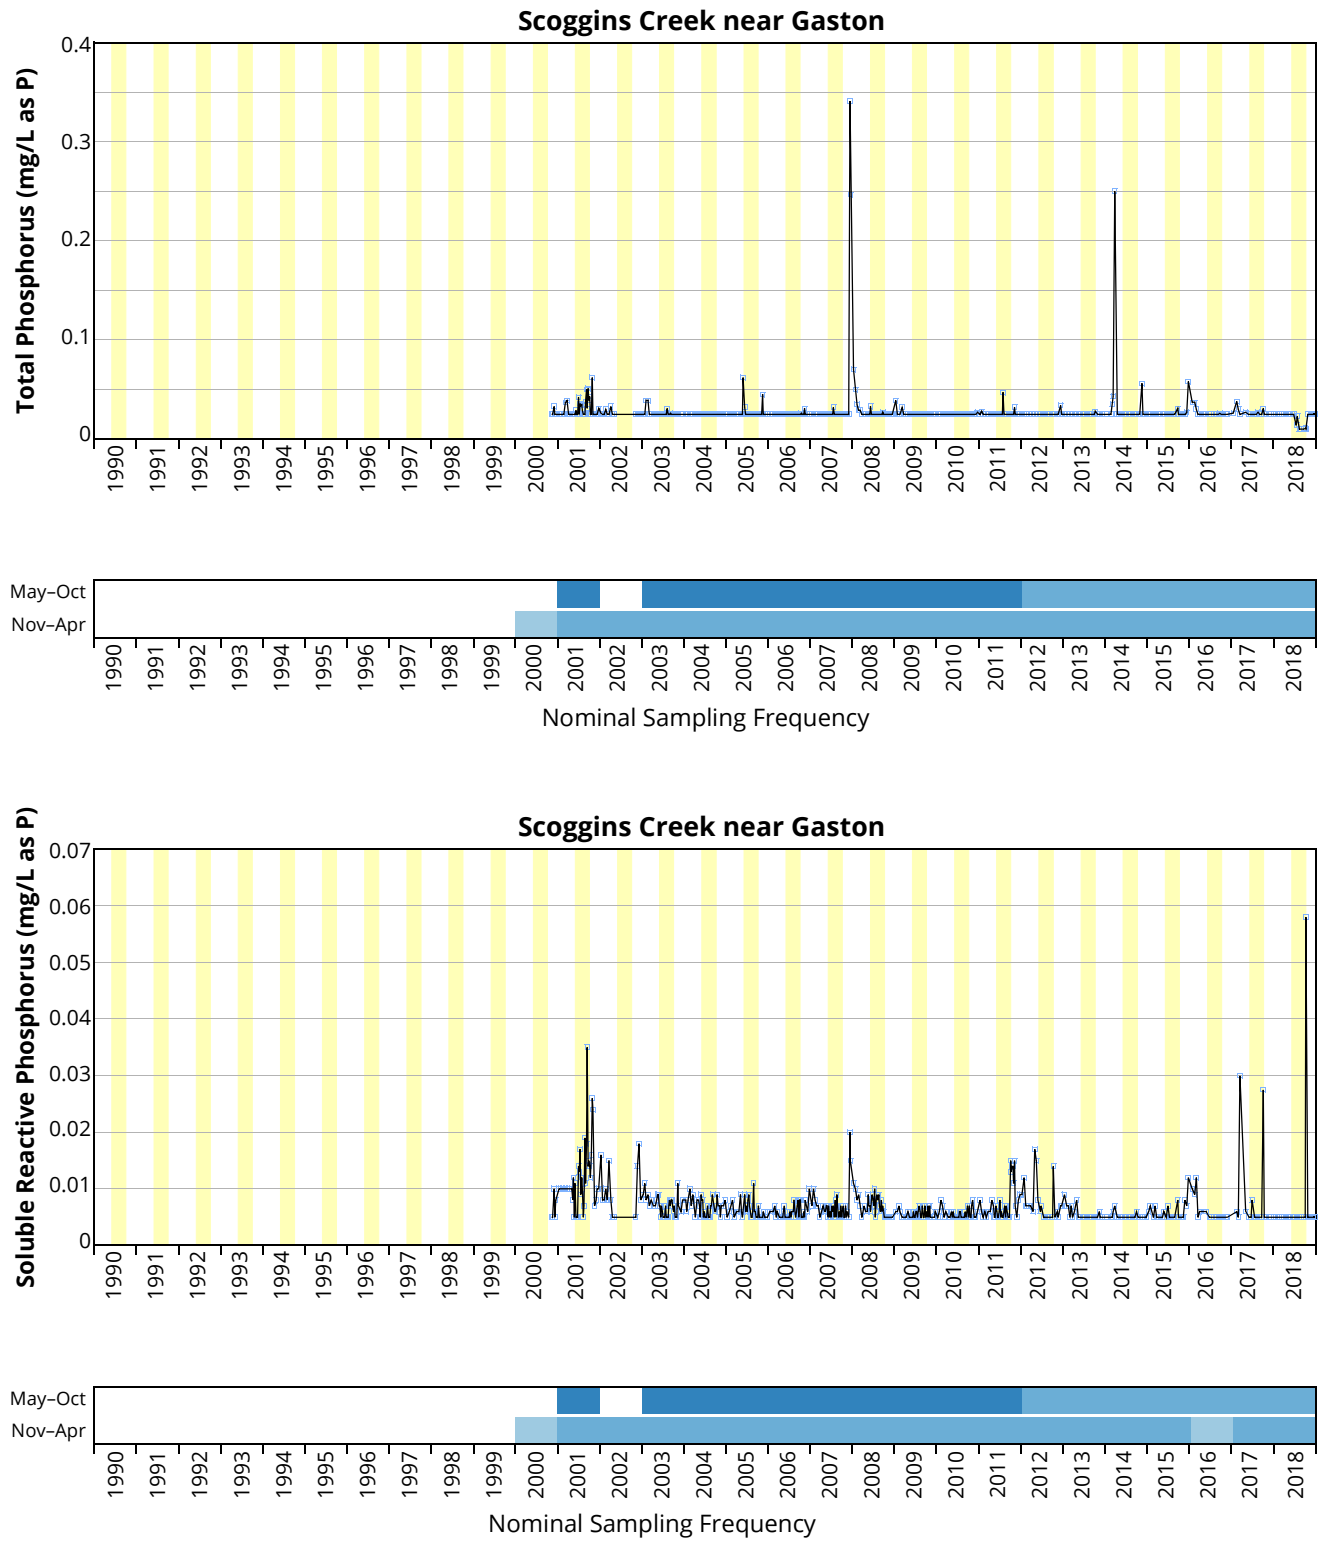 Scoggins Creek near Gaston
Total Phosphorus (mg/L as P)
0.4
0.3
0.2
0.1
0
1990 1991 1992 1993 1994 1995 1996 1997 1998 1999 2000 2001 2002 2003 2004 2005 2006 2007 2008 2009 2010 2011 2012 2013 2014 2015 2016 2017 2018
May–Oct
Nov–Apr
1990 1991 1992 1993 1994 1995 1996 1997 1998 1999 2000 2001 2002 2003 2004 2005 2006 2007 2008 2009 2010 2011 2012 2013 2014 2015 2016 2017 2018
Nominal Sampling Frequency
Scoggins Creek near Gaston
Soluble Reactive Phosphorus (mg/L as P)
0.07
0.06
0.05
0.04
0.03
0.02
0.01
0
1990 1991 1992 1993 1994 1995 1996 1997 1998 1999 2000 2001 2002 2003 2004 2005 2006 2007 2008 2009 2010 2011 2012 2013 2014 2015 2016 2017 2018
May–Oct
Nov–Apr
1990 1991 1992 1993 1994 1995 1996 1997 1998 1999 2000 2001 2002 2003 2004 2005 2006 2007 2008 2009 2010 2011 2012 2013 2014 2015 2016 2017 2018
Nominal Sampling Frequency